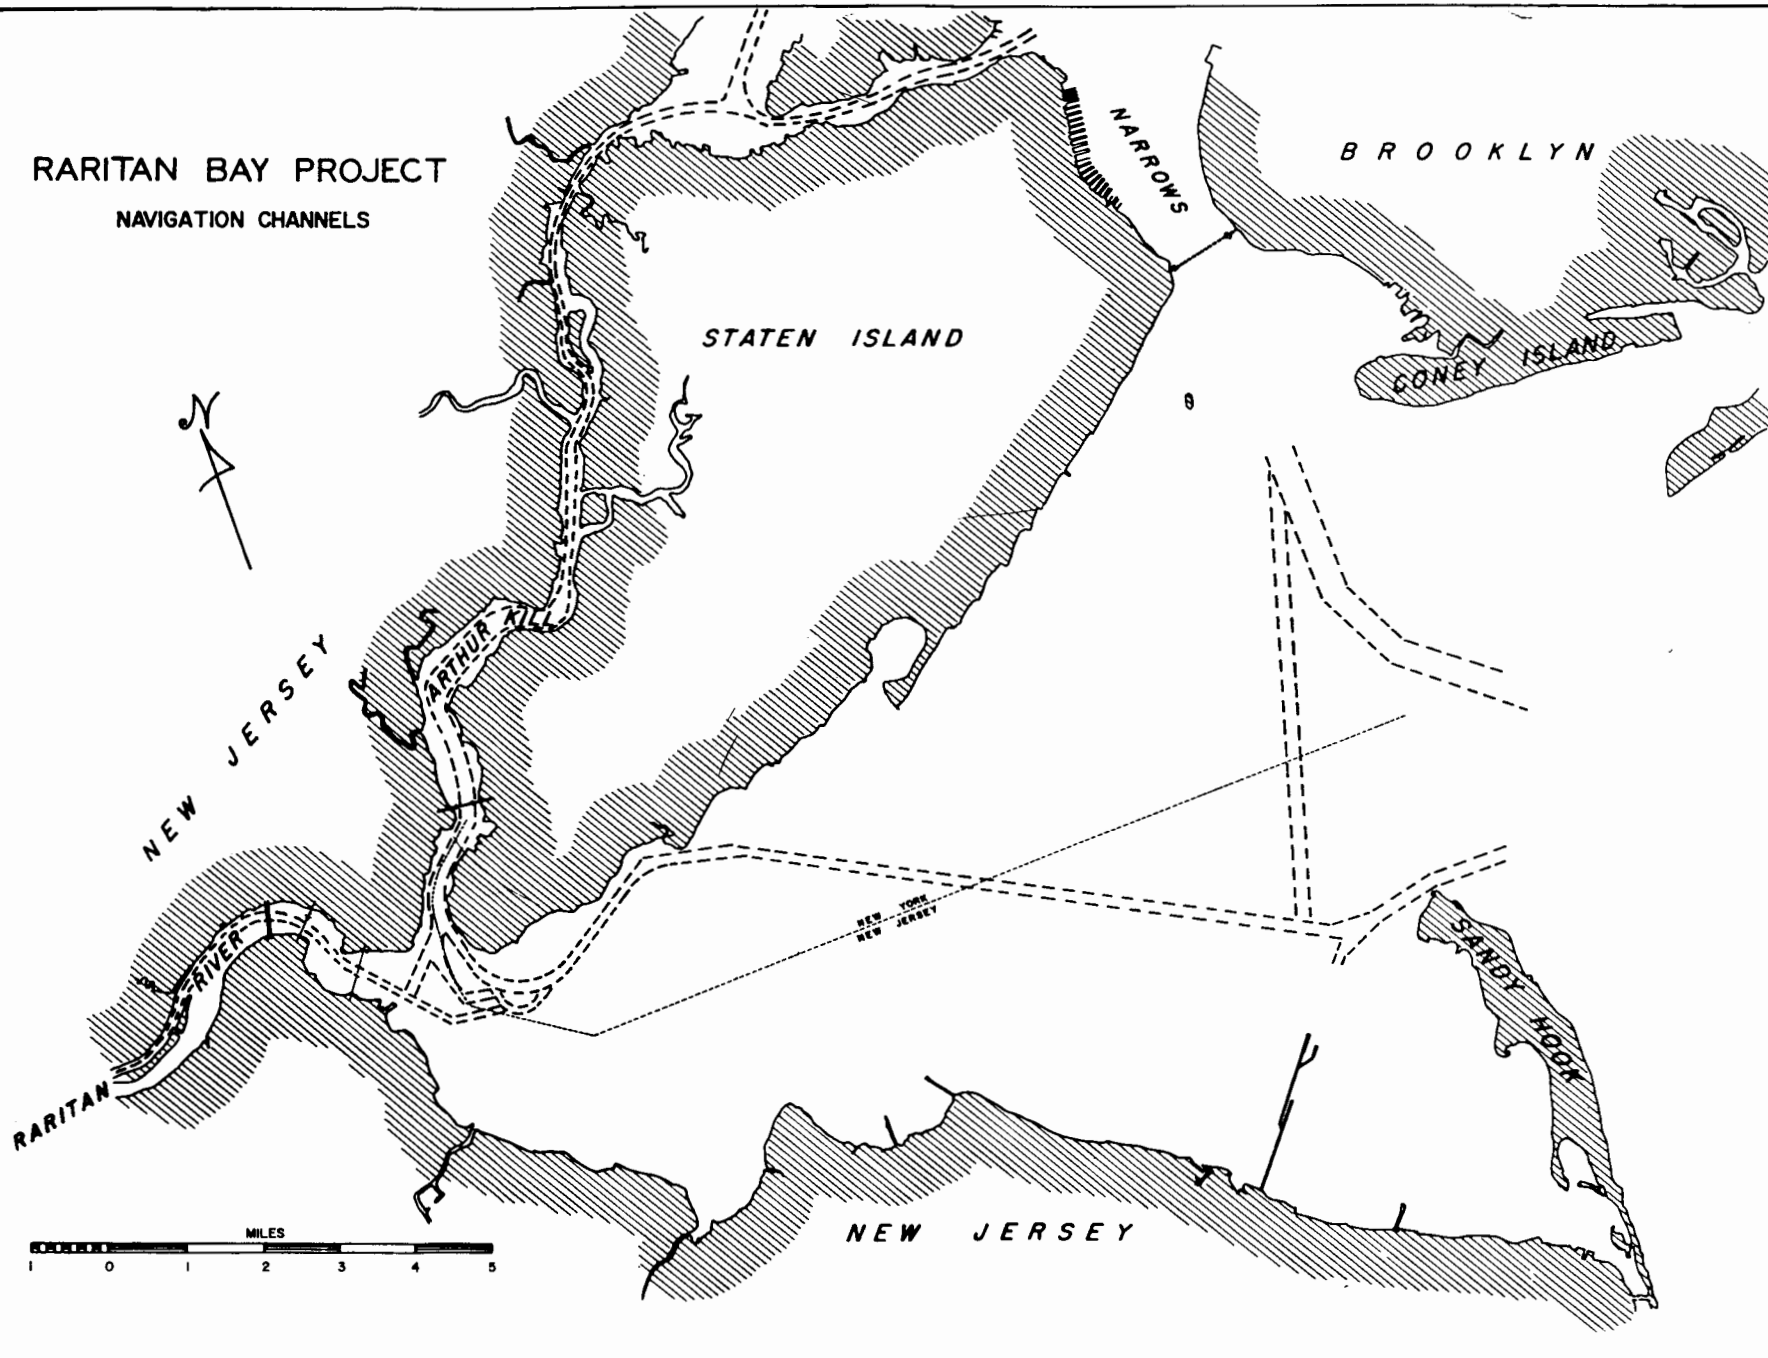 RARITAN BAY PROJECT
NAVIGATION CHANNELS
NARROWS
BROOKLYN
STATEN ISLAND
CONEY ISLAND
N
ARTHUR KILL
NEW JERSEY
NEW YORK
NEW JERSEY
RARITAN RIVER
SANDY HOOK
NEW JERSEY
MILES
1 0 1 2 3 4 5